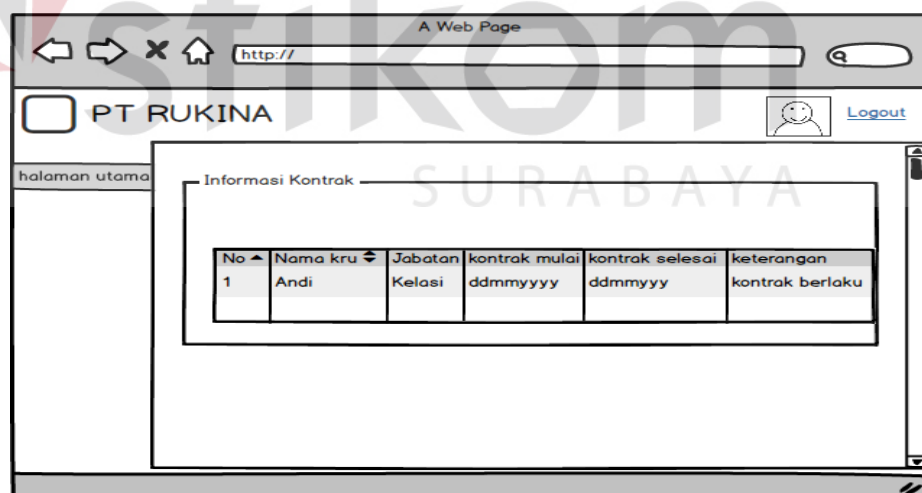 A Web Page
http://
PT RUKINA
Logout
halaman utama
Informasi Kontrak
No Nama kru Jabatan kontrak mulai kontrak selesai keterangan
1 Andi Kelasi ddmmyyyy ddmmyyy kontrak berlaku
stikom
SURABAYA